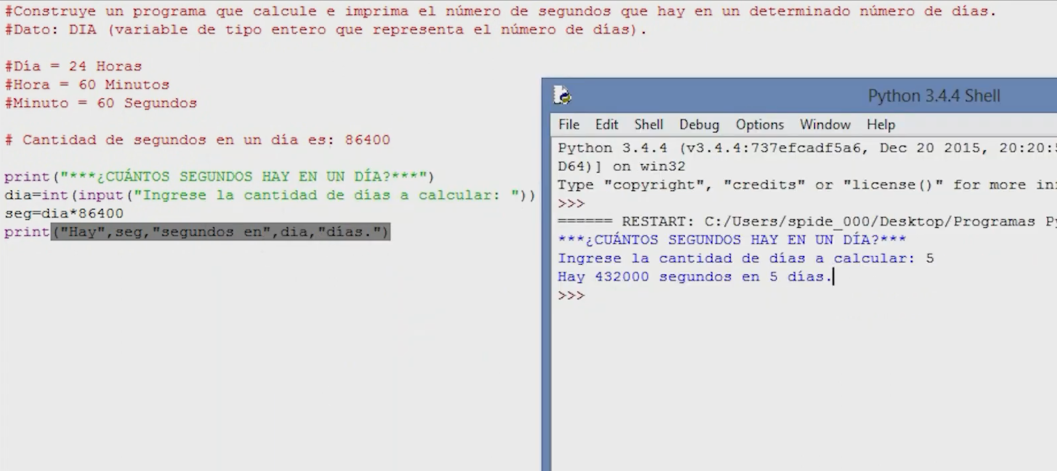 #Construye un programa que calcule e imprima el número de segundos que hay en un determinado número de días.
#Dato: DIA (variable de tipo entero que representa el número de días).
#Día = 24 Horas
#Hora = 60 Minutos
#Minuto = 60 Segundos
# Cantidad de segundos en un día es: 86400
print("***¿CUÁNTOS SEGUNDOS HAY EN UN DÍA?***")
dia=int(input("Ingrese la cantidad de días a calcular: "))
seg=dia*86400
print("Hay",seg,"segundos en",dia,"días.")
Python 3.4.4 Shell
File Edit Shell Debug Options Window Help
Python 3.4.4 (v3.4.4:737efcadf5a6, Dec 20 2015, 20:20:
D64)] on win32
Type "copyright", "credits" or "license()" for more in
>>>
====== RESTART: C:/Users/spide_000/Desktop/Programas
***¿CUÁNTOS SEGUNDOS HAY EN UN DÍA?***
Ingrese la cantidad de días a calcular: 5
Hay 432000 segundos en 5 días.
>>>